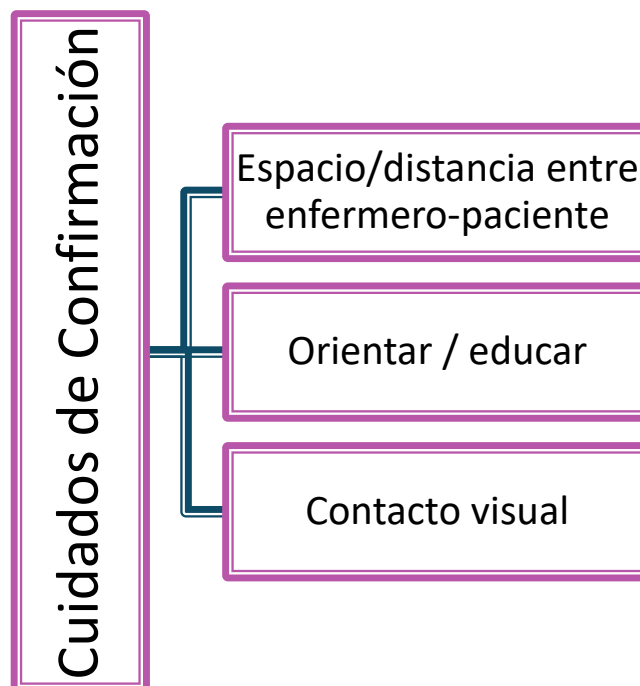 Cuidados de Confirmación
Espacio/distancia entre
enfermero-paciente
Orientar / educar
Contacto visual